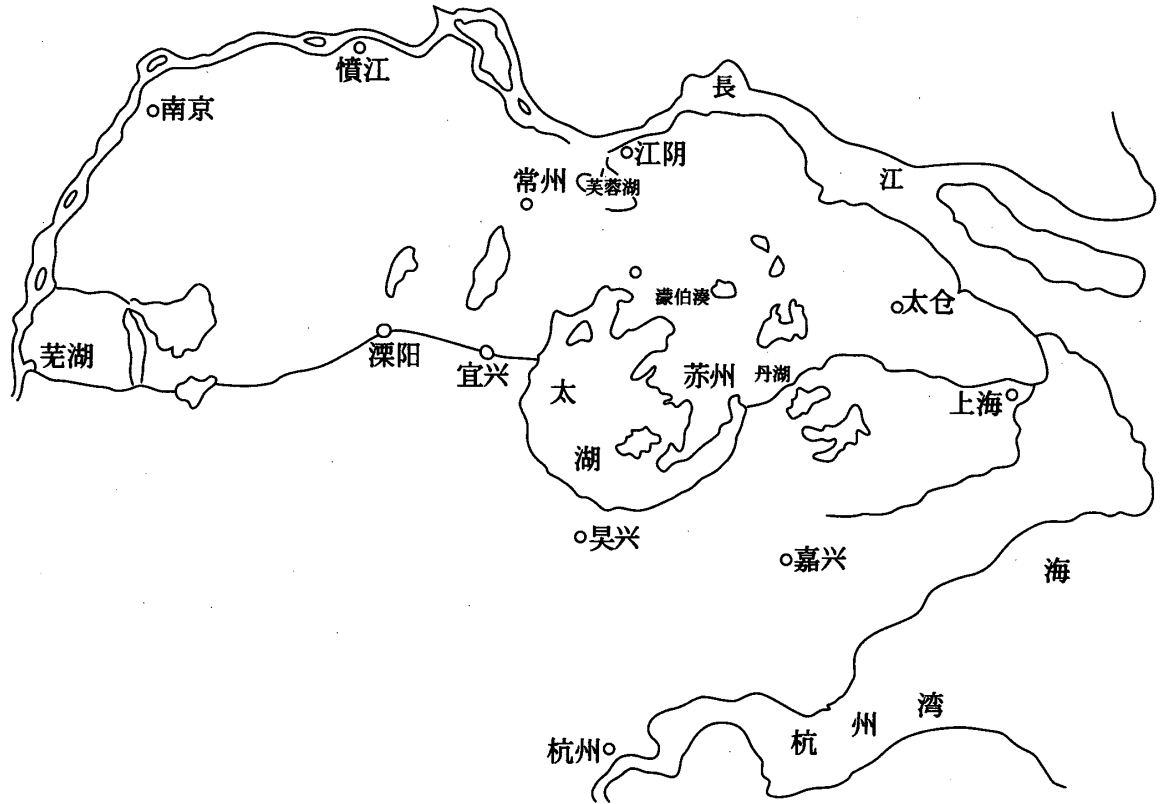 憤江
南京
長
江阴
常州
芙蓉湖
江
濛伯湊
太仓
芜湖
溧阳
宜兴
苏州
丹湖
太
上海
湖
昊兴
嘉兴
海
杭州湾
杭州